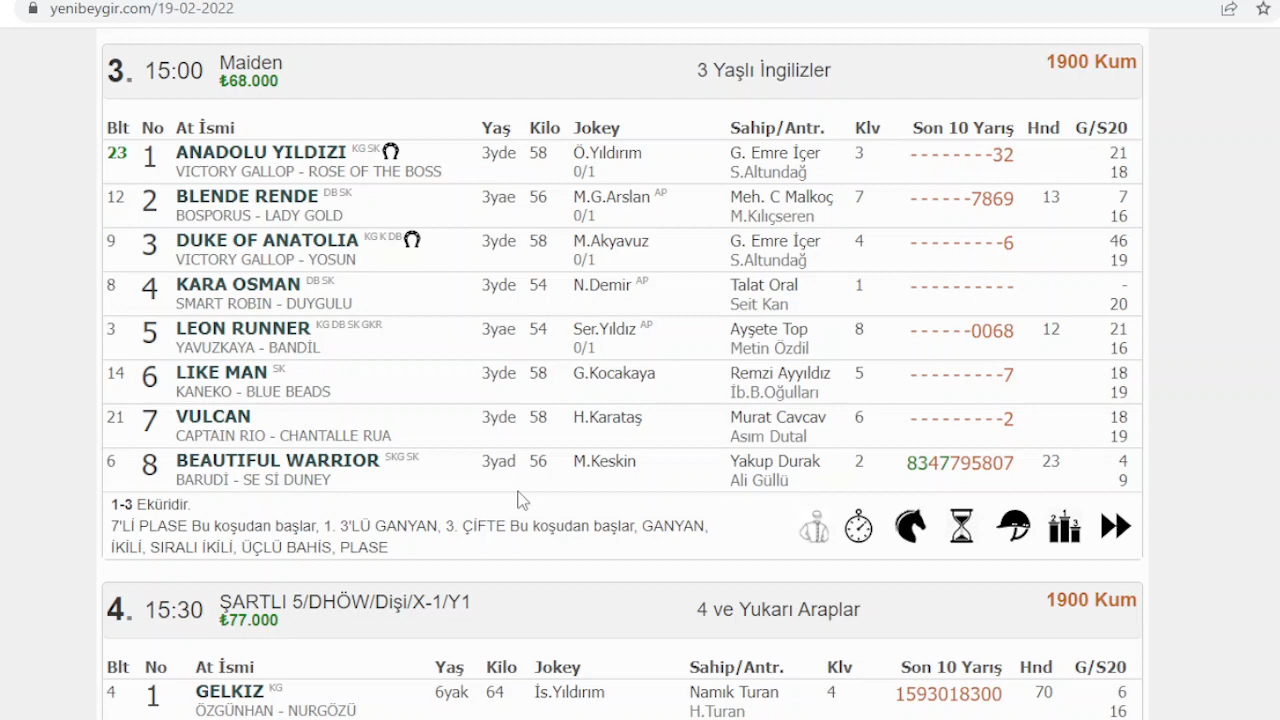 yenibeygir.com/19-02-2022
3. 15:00 Maiden 3 Yaşlı İngilizler 1900 Kum
₺68.000
Blt No At İsmi Yaş Kilo Jokey Sahip/Antr. Klv Son 10 Yarış Hnd G/S20
23 1 ANADOLU YILDIZI KG SK 3yde 58 Ö.Yıldırım G. Emre İçer 3 --------32 21
VICTORY GALLOP - ROSE OF THE BOSS 0/1 S.Altundağ 18
12 2 BLENDE RENDE DB SK 3yae 56 M.G.Arslan AP Meh. C Malkoç 7 ------7869 13 7
BOSPORUS - LADY GOLD 0/1 M.Kılıçseren 16
9 3 DUKE OF ANATOLIA KG K DB 3yde 58 M.Akyavuz G. Emre İçer 4 ---------6 46
VICTORY GALLOP - YOSUN 0/1 S.Altundağ 19
8 4 KARA OSMAN DB SK 3yde 54 N.Demir AP Talat Oral 1 ---------- -
SMART ROBIN - DUYGULU Seit Kan 20
3 5 LEON RUNNER KG DB SK GKR 3yae 54 Ser.Yıldız AP Ayşete Top 8 ------0068 12 21
YAVUZKAYA - BANDİL 0/1 Metin Özdil 16
14 6 LIKE MAN SK 3yde 58 G.Kocakaya Remzi Ayyıldız 5 ---------7 18
KANEKO - BLUE BEADS İb.B.Oğulları 19
21 7 VULCAN 3yde 58 H.Karataş Murat Cavcav 6 ---------2 18
CAPTAIN RIO - CHANTALLE RUA Asım Dutal 19
6 8 BEAUTIFUL WARRIOR SKG SK 3yad 56 M.Keskin Yakup Durak 2 8347795807 23 4
BARUDİ - SE Sİ DUNEY Ali Güllü 9
1-3 Eküridir.
7'Lİ PLASE Bu koşudan başlar, 1. 3'LÜ GANYAN, 3. ÇİFTE Bu koşudan başlar, GANYAN,
İKİLİ, SIRALI İKİLİ, ÜÇLÜ BAHİS, PLASE
2 1 3
4. 15:30 ŞARTLI 5/DHÖW/Dişi/X-1/Y1 4 ve Yukarı Araplar 1900 Kum
₺77.000
Blt No At İsmi Yaş Kilo Jokey Sahip/Antr. Klv Son 10 Yarış Hnd G/S20
4 1 GELKIZ KG 6yak 64 İs.Yıldırım Namık Turan 4 1593018300 70 6
ÖZGÜNHAN - NURGÖZÜ H.Turan 16